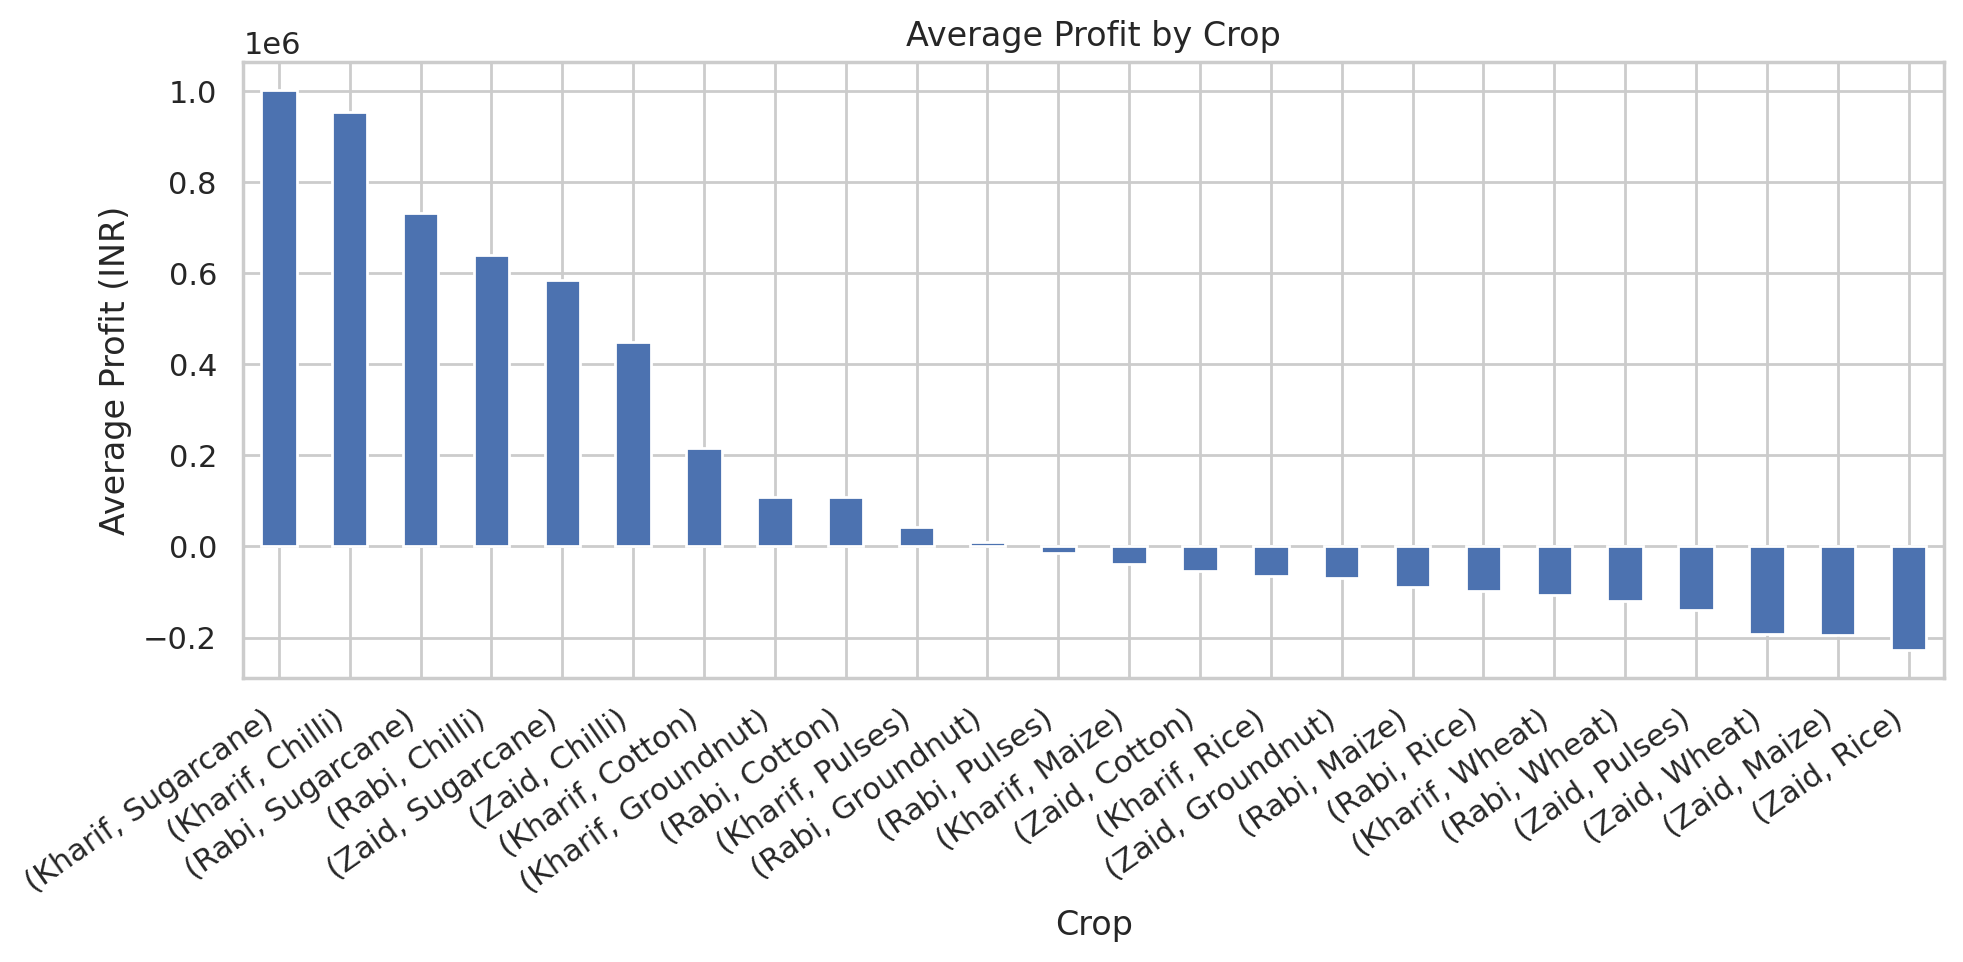 Average Profit by Crop
1e6
1.0
0.8
0.6
0.4
0.2
0.0
−0.2
Average Profit (INR)
(Kharif, Sugarcane)
(Kharif, Chilli)
(Rabi, Sugarcane)
(Rabi, Chilli)
(Zaid, Sugarcane)
(Zaid, Chilli)
(Kharif, Cotton)
(Kharif, Groundnut)
(Rabi, Cotton)
(Kharif, Pulses)
(Rabi, Groundnut)
(Rabi, Pulses)
(Kharif, Maize)
(Zaid, Cotton)
(Kharif, Rice)
(Zaid, Groundnut)
(Rabi, Maize)
(Rabi, Rice)
(Kharif, Wheat)
(Rabi, Wheat)
(Zaid, Pulses)
(Zaid, Wheat)
(Zaid, Maize)
(Zaid, Rice)
Crop